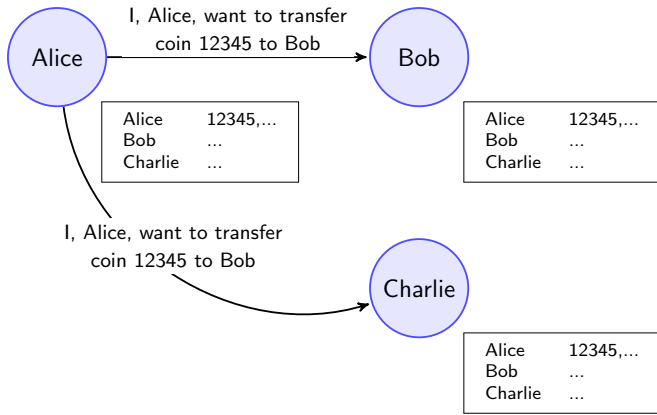 I, Alice, want to transfer
coin 12345 to Bob
Alice
Bob
Alice 12345,...
Bob ...
Charlie ...
Alice 12345,...
Bob ...
Charlie ...
I, Alice, want to transfer
coin 12345 to Bob
Charlie
Alice 12345,...
Bob ...
Charlie ...